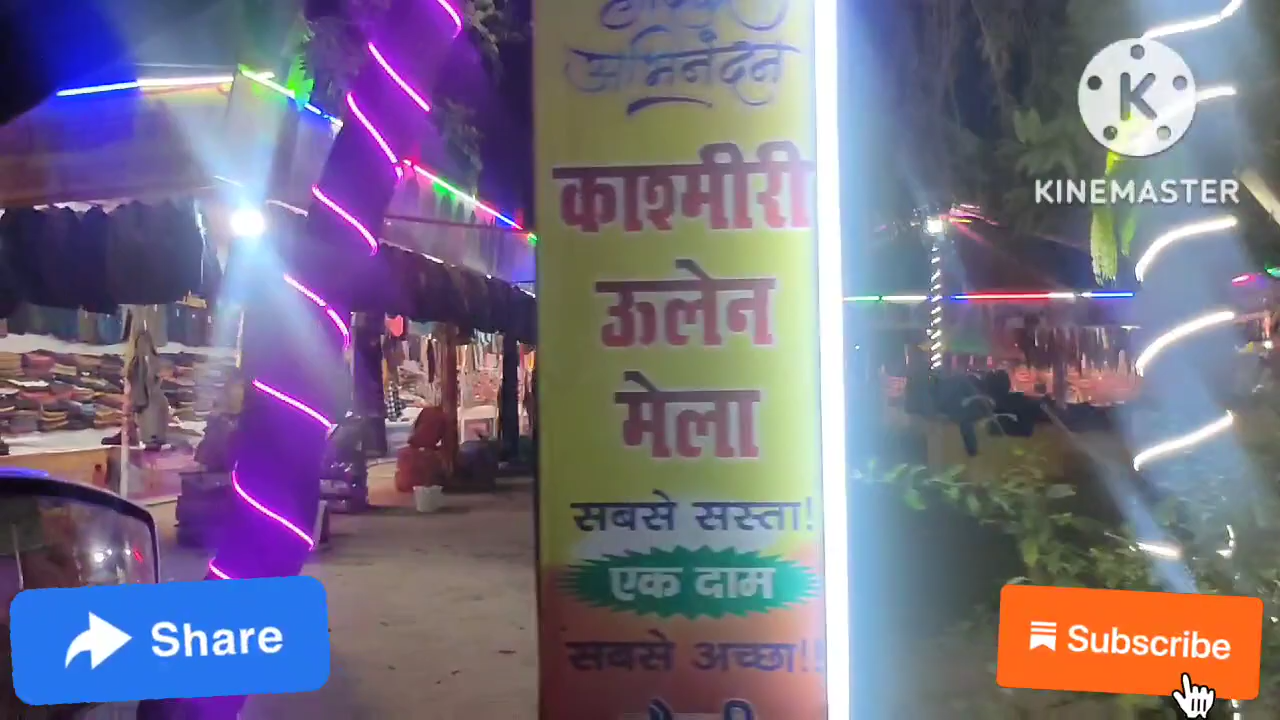 हार्दिक
अभिनंदन
काश्मीरी
ऊलेन
मेला
सबसे सस्ता!
एक दाम
सबसे अच्छा!!
K
KINEMASTER
Share
Subscribe